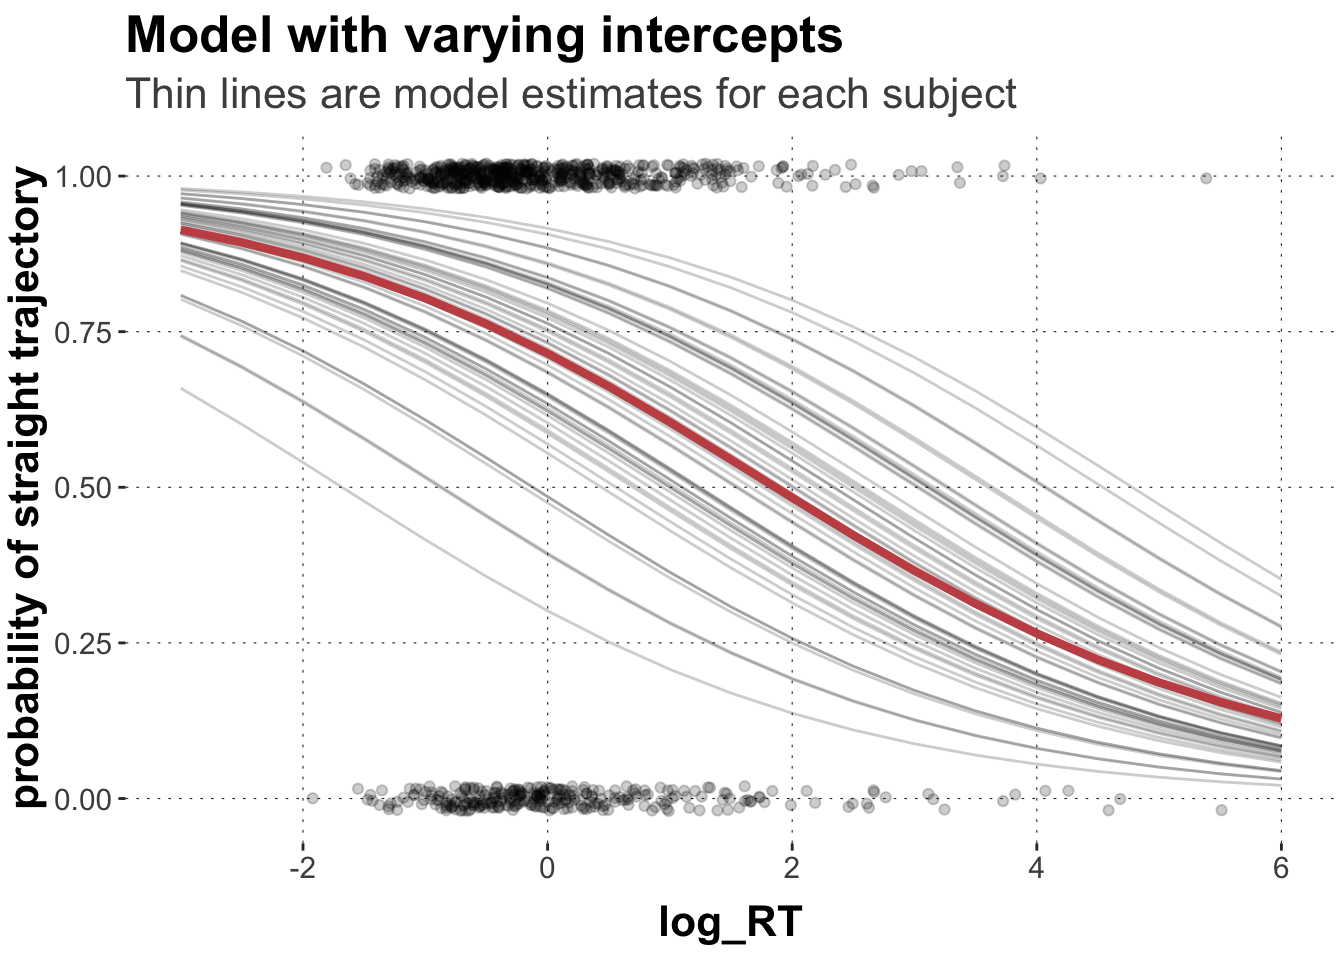 Model with varying intercepts
Thin lines are model estimates for each subject
probability of straight trajectory
1.00
0.75
0.50
0.25
0.00
-2
0
2
4
6
log_RT